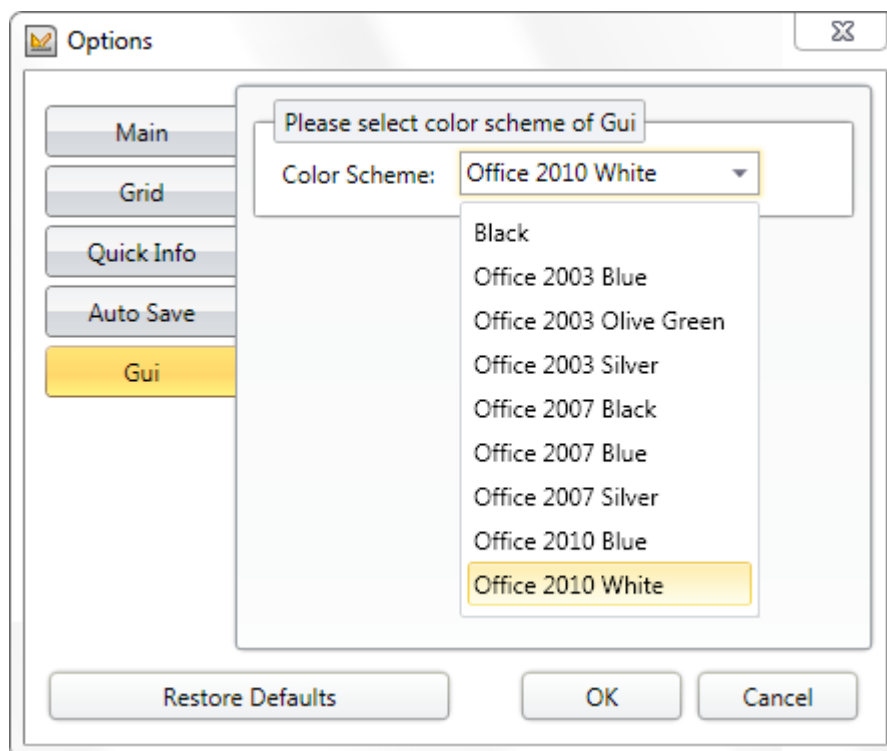 Options
Main
Grid
Quick Info
Auto Save
Gui
Please select color scheme of Gui
Color Scheme: Office 2010 White
Black
Office 2003 Blue
Office 2003 Olive Green
Office 2003 Silver
Office 2007 Black
Office 2007 Blue
Office 2007 Silver
Office 2010 Blue
Office 2010 White
Restore Defaults OK Cancel